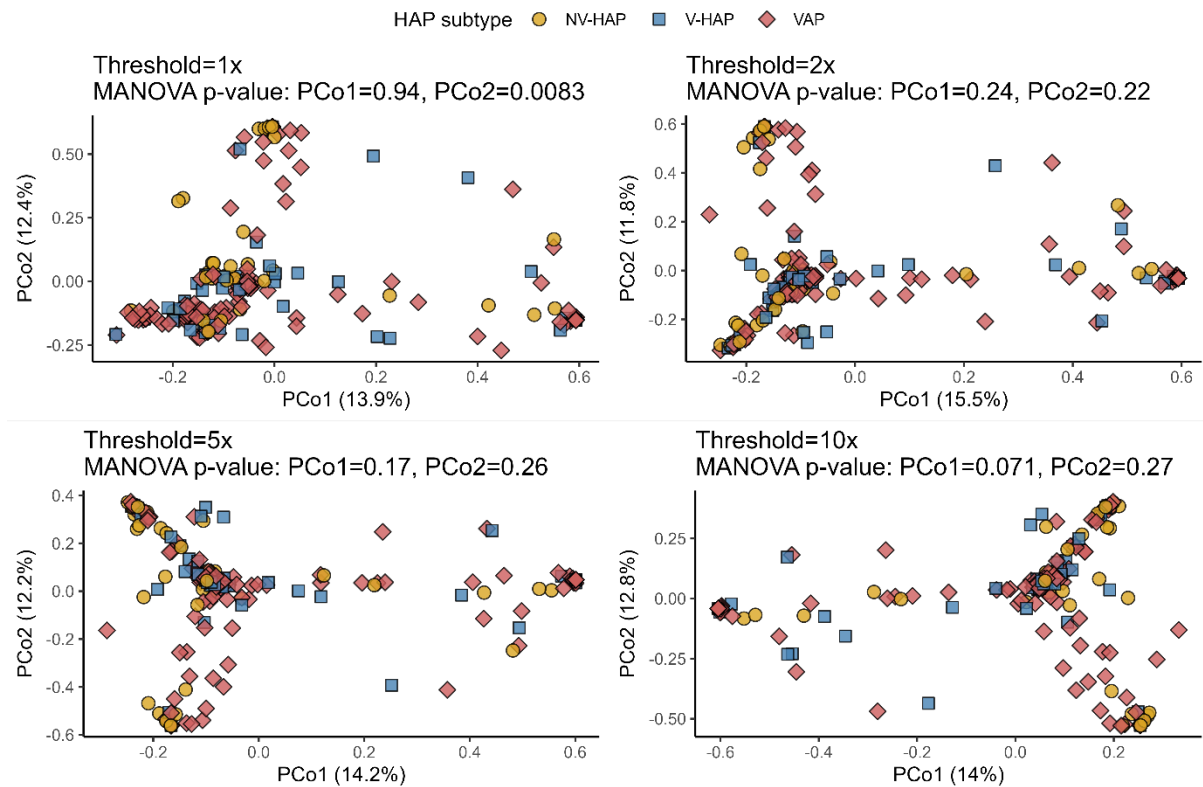 HAP subtype NV-HAP V-HAP VAP
Threshold=1x
MANOVA p-value: PCo1=0.94, PCo2=0.0083
0.50
0.25
0.00
-0.25
PCo2 (12.4%)
-0.2 0.0 0.2 0.4 0.6
PCo1 (13.9%)
Threshold=2x
MANOVA p-value: PCo1=0.24, PCo2=0.22
0.6
0.4
0.2
0.0
-0.2
PCo2 (11.8%)
-0.2 0.0 0.2 0.4 0.6
PCo1 (15.5%)
Threshold=5x
MANOVA p-value: PCo1=0.17, PCo2=0.26
0.4
0.2
0.0
-0.2
-0.4
-0.6
PCo2 (12.2%)
-0.2 0.0 0.2 0.4 0.6
PCo1 (14.2%)
Threshold=10x
MANOVA p-value: PCo1=0.071, PCo2=0.27
0.25
0.00
-0.25
-0.50
PCo2 (12.8%)
-0.6 -0.4 -0.2 0.0 0.2
PCo1 (14%)